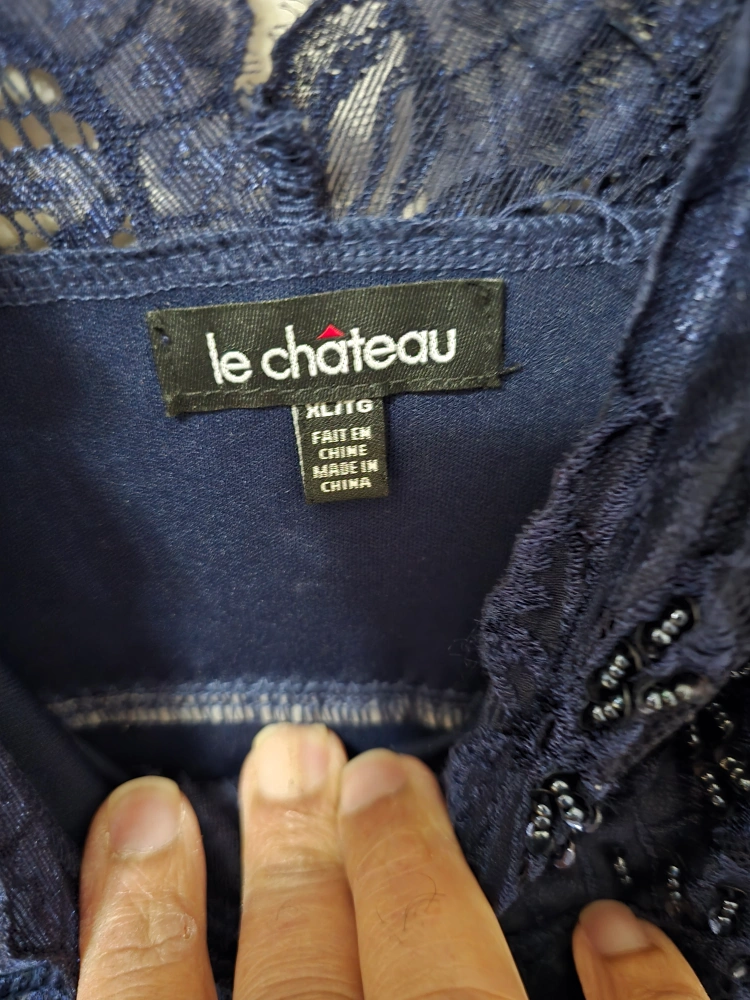 le château
XL/TG
FAIT EN
CHINE
MADE IN
CHINA